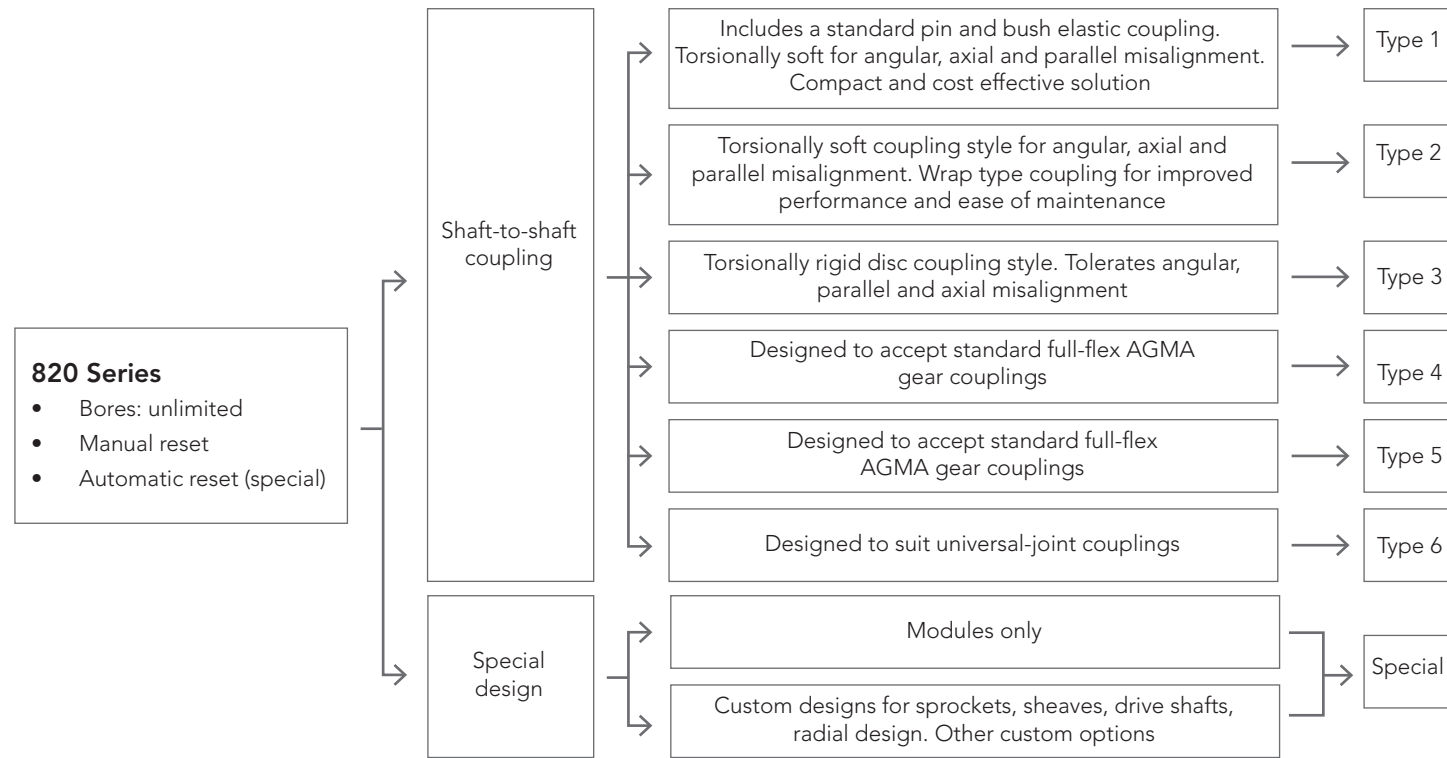 820 Series
• Bores: unlimited
• Manual reset
• Automatic reset (special)
Shaft-to-shaft
coupling
Includes a standard pin and bush elastic coupling.
Torsionally soft for angular, axial and parallel misalignment.
Compact and cost effective solution
Type 1
Torsionally soft coupling style for angular, axial and
parallel misalignment. Wrap type coupling for improved
performance and ease of maintenance
Type 2
Torsionally rigid disc coupling style. Tolerates angular,
parallel and axial misalignment
Type 3
Designed to accept standard full-flex AGMA
gear couplings
Type 4
Designed to accept standard full-flex
AGMA gear couplings
Type 5
Designed to suit universal-joint couplings
Type 6
Special
design
Modules only
Custom designs for sprockets, sheaves, drive shafts,
radial design. Other custom options
Special